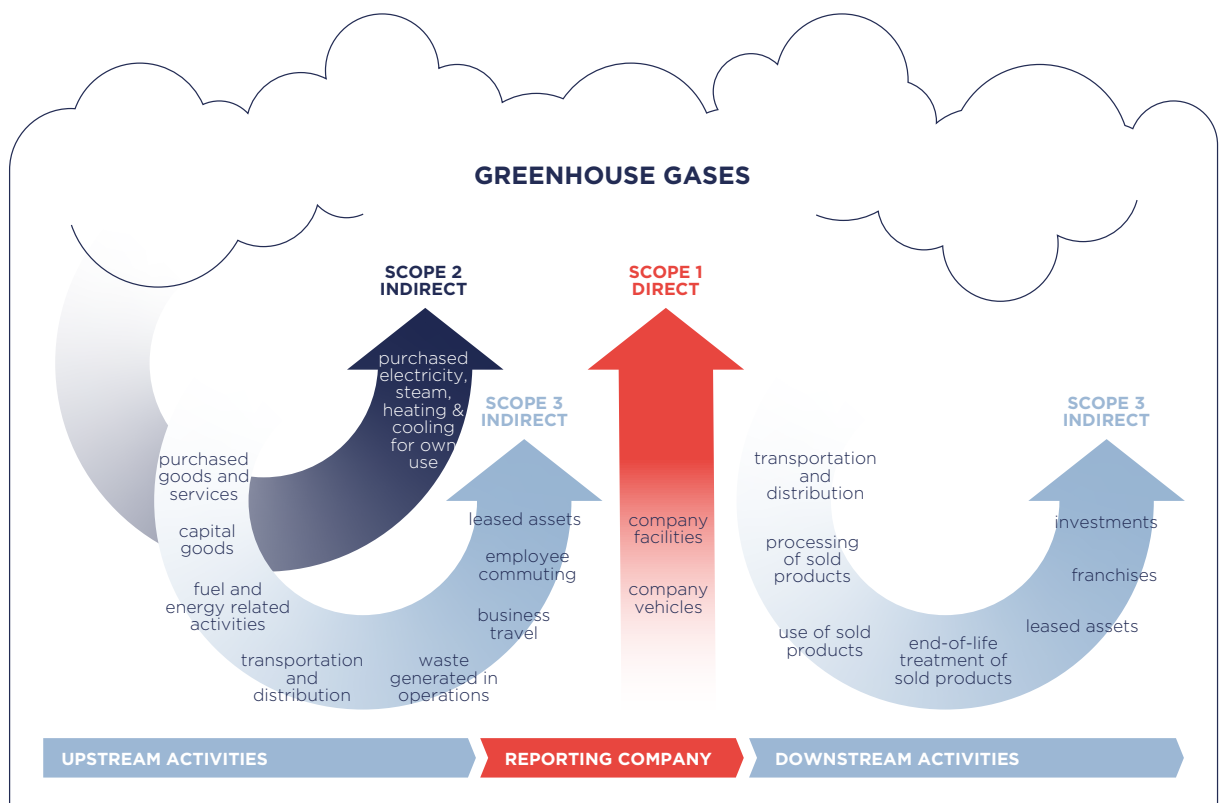 GREENHOUSE GASES
SCOPE 2
INDIRECT
purchased
electricity,
steam,
heating &
cooling
for own
use
SCOPE 3
INDIRECT
purchased
goods and
services
capital
goods
fuel and
energy related
activities
transportation
and
distribution
waste
generated in
operations
business
travel
employee
commuting
leased assets
SCOPE 1
DIRECT
company
facilities
company
vehicles
SCOPE 3
INDIRECT
transportation
and
distribution
processing
of sold
products
use of sold
products
end-of-life
treatment of
sold products
leased assets
franchises
investments
UPSTREAM ACTIVITIES
REPORTING COMPANY
DOWNSTREAM ACTIVITIES